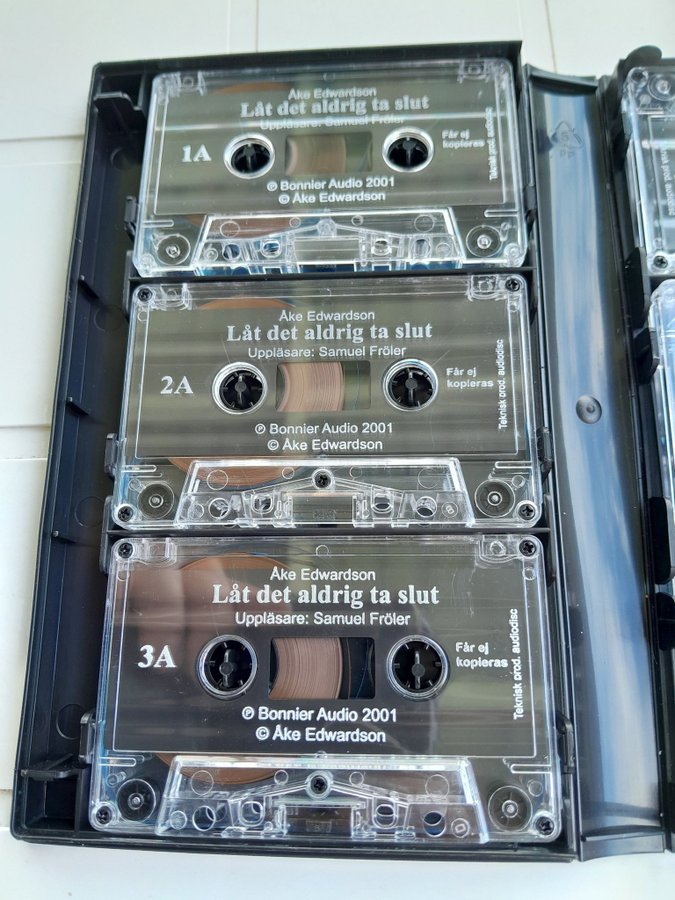 Åke Edwardson
Låt det aldrig ta slut
Uppläsare: Samuel Fröler
1A
Får ej
kopieras
Teknisk prod. audiodisc
℗ Bonnier Audio 2001
© Åke Edwardson
Åke Edwardson
Låt det aldrig ta slut
Uppläsare: Samuel Fröler
2A
Får ej
kopieras
Teknisk prod. audiodisc
℗ Bonnier Audio 2001
© Åke Edwardson
Åke Edwardson
Låt det aldrig ta slut
Uppläsare: Samuel Fröler
3A
Får ej
kopieras
Teknisk prod. audiodisc
℗ Bonnier Audio 2001
© Åke Edwardson